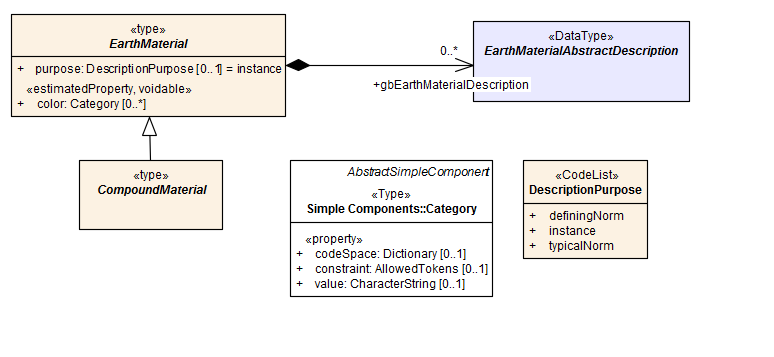 «type»
EarthMaterial
+ purpose: DescriptionPurpose [0..1] = instance
«estimatedProperty, voidable»
+ color: Category [0..*]
0..*
+gbEarthMaterialDescription
«DataType»
EarthMaterialAbstractDescription
«type»
CompoundMaterial
AbstractSimpleComponent
«Type»
Simple Components::Category
«property»
+ codeSpace: Dictionary [0..1]
+ constraint: AllowedTokens [0..1]
+ value: CharacterString [0..1]
«CodeList»
DescriptionPurpose
+ definingNorm
+ instance
+ typicalNorm